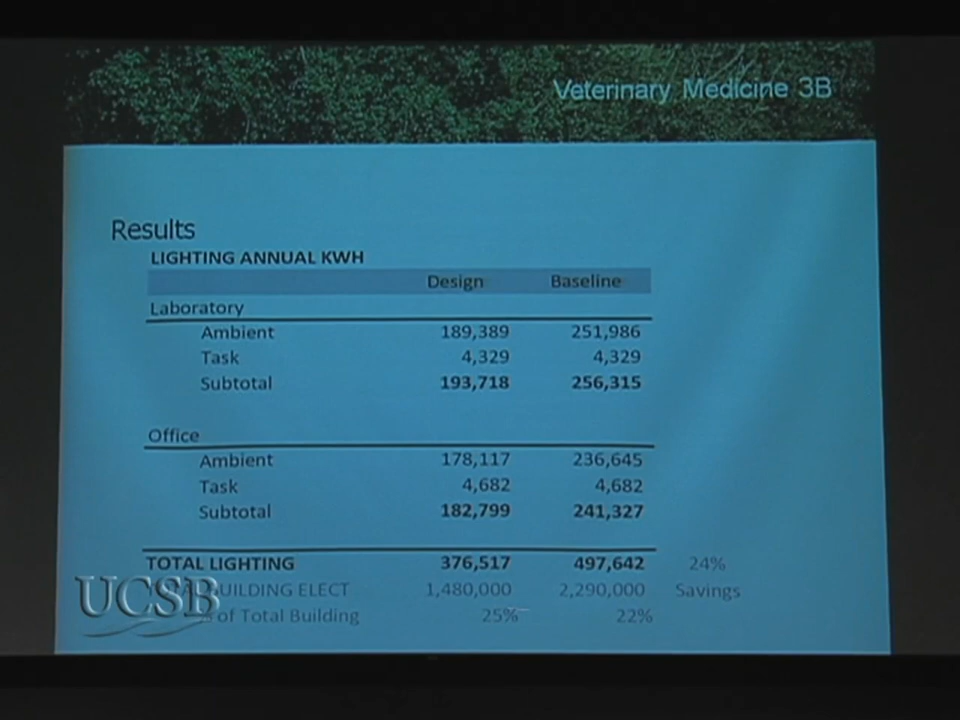 Veterinary Medicine 3B
Results
LIGHTING ANNUAL KWH
Design Baseline
Laboratory
Ambient 189,389 251,986
Task 4,329 4,329
Subtotal 193,718 256,315
Office
Ambient 178,117 236,645
Task 4,682 4,682
Subtotal 182,799 241,327
TOTAL LIGHTING 376,517 497,642 24%
BUILDING ELECT 1,480,000 2,290,000 Savings
of Total Building 25% 22%
UCSB